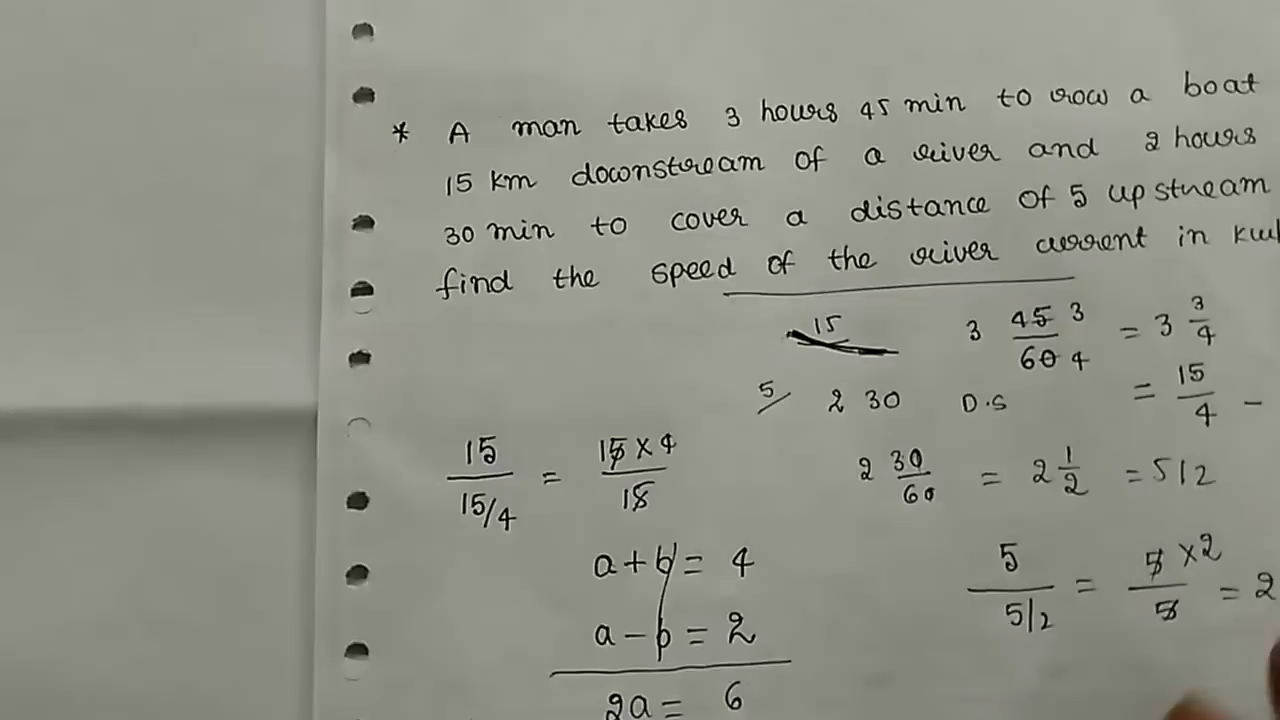 * A man takes 3 hours 45 min to row a boat
15 km downstream of a river and 2 hours
30 min to cover a distance of 5 upstream
find the speed of the river current in
15
3 45/60 3 4 = 3 3/4
5/ 2 30 D.S = 15/4 -
15 / 15/4 = 15 x 4 / 15
2 30/60 = 2 1/2 = 5/2
a + b = 4
5 / 5/2 = 5 x 2 / 5 = 2
a - b = 2
2a = 6